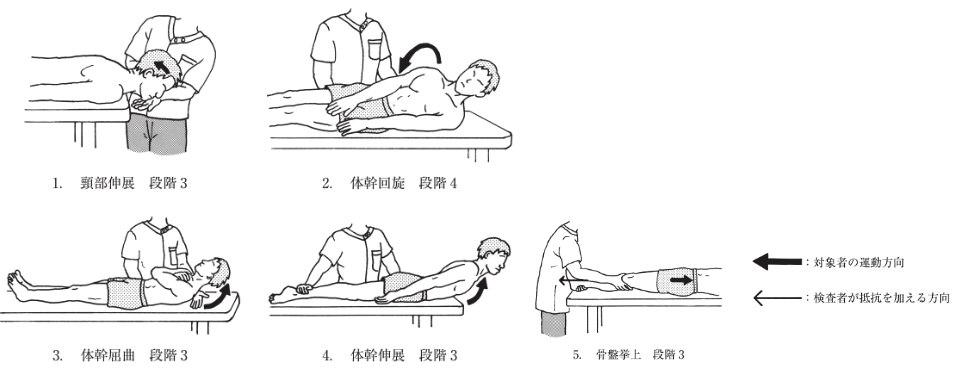 1. 頸部伸展 段階3
2. 体幹回旋 段階4
3. 体幹屈曲 段階3
4. 体幹伸展 段階3
5. 骨盤挙上 段階3
：対象者の運動方向
：検査者が抵抗を加える方向